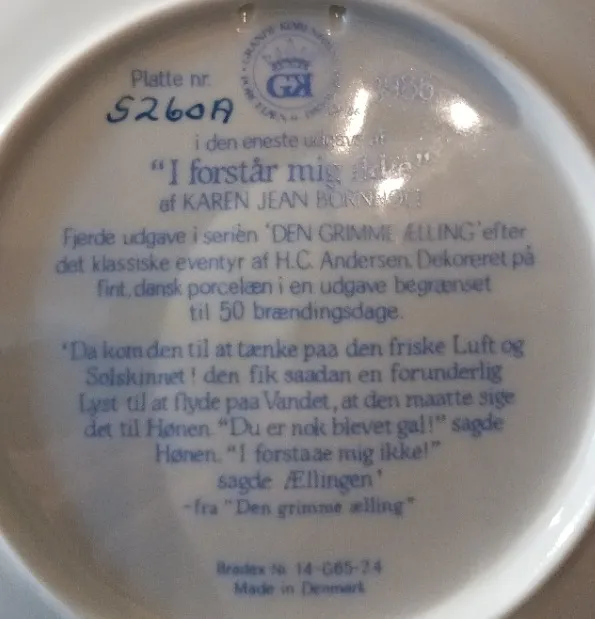 GK
Platte nr.
5260A
i den eneste udgave af
"I forstår mig ikke"
af KAREN JEAN BORNHOLT
Fjerde udgave i serien 'DEN GRIMME ÆLLING' efter
det klassiske eventyr af H.C. Andersen. Dekoreret på
fint, dansk porcelæn i en udgave begrænset
til 50 brændingsdage.
'Da kom den til at tænke paa den friske Luft og
Solskinnet! den fik saadan en forunderlig
Lyst til at flyde paa Vandet, at den maatte sige
det til Hønen. "Du er nok blevet gal!" sagde
Hønen. "I forstaae mig ikke!"
sagde Ællingen'
-fra "Den grimme ælling"
Bradex Nr. 14-G65-2.4
Made in Denmark